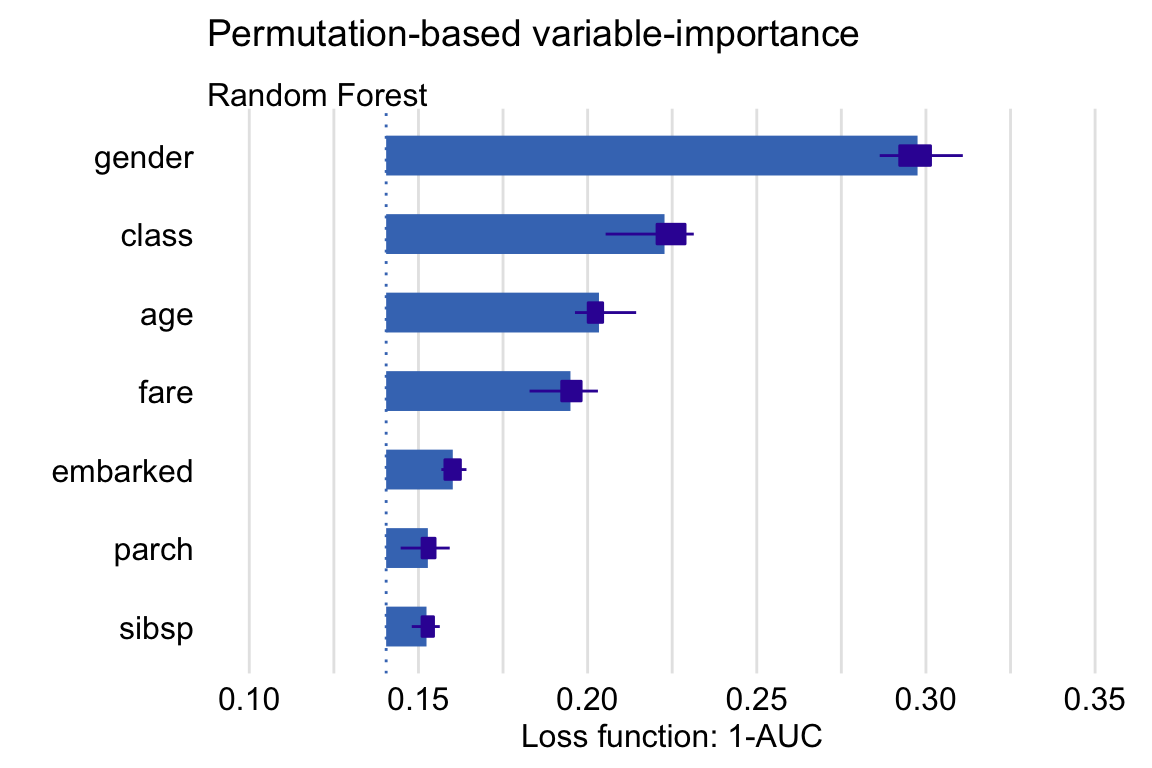 Permutation-based variable-importance
Random Forest
gender
class
age
fare
embarked
parch
sibsp
0.10 0.15 0.20 0.25 0.30 0.35
Loss function: 1-AUC